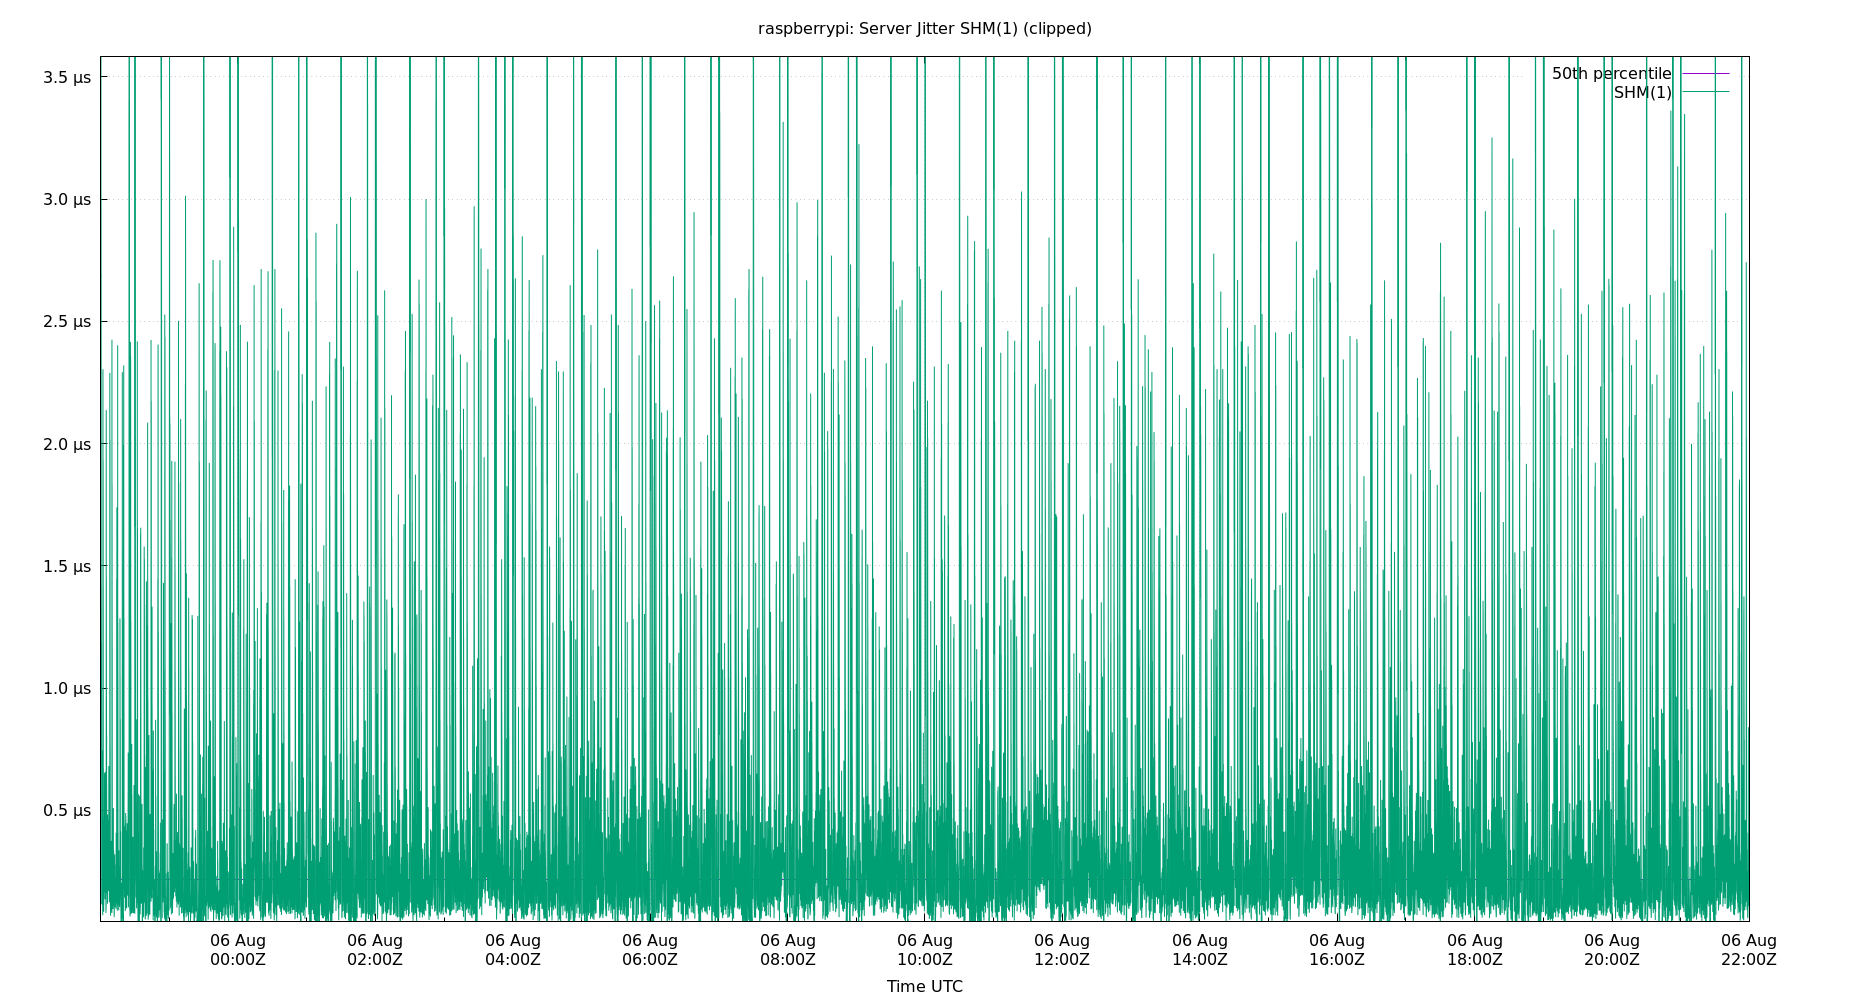 raspberrypi: Server Jitter SHM(1) (clipped)
50th percentile
SHM(1)
3.5 µs
3.0 µs
2.5 µs
2.0 µs
1.5 µs
1.0 µs
0.5 µs
06 Aug 06 Aug 06 Aug 06 Aug 06 Aug 06 Aug 06 Aug 06 Aug 06 Aug 06 Aug 06 Aug 06 Aug
00:00Z 02:00Z 04:00Z 06:00Z 08:00Z 10:00Z 12:00Z 14:00Z 16:00Z 18:00Z 20:00Z 22:00Z
Time UTC